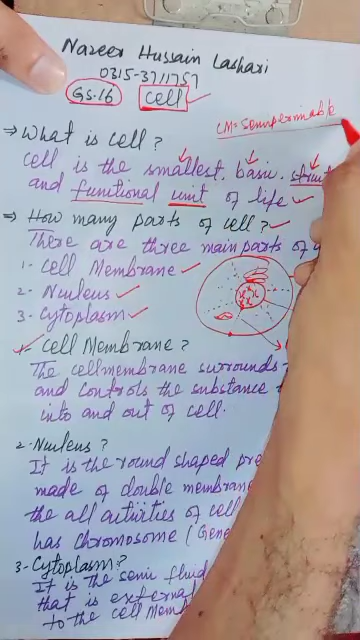 Nazeer Hussain Lashari
0315-3711757
GS.16 cell
CM = semipermiable
⇒ What is cell?
Cell is the smallest, basic, struct
and functional unit of life
⇒ How many parts of cell?
There are three main parts of
1- Cell Membrane
2- Nucleus
3- Cytoplasm
Cell Membrane?
The cellmembrane surrounds
and controls the substance
into and out of cell.
2- Nucleus?
It is the round shaped
made of double membrane
the all activities of cell
has chromosome (Gene
3- Cytoplasm?
It is the semi fluid
that is external
to the cell Memb